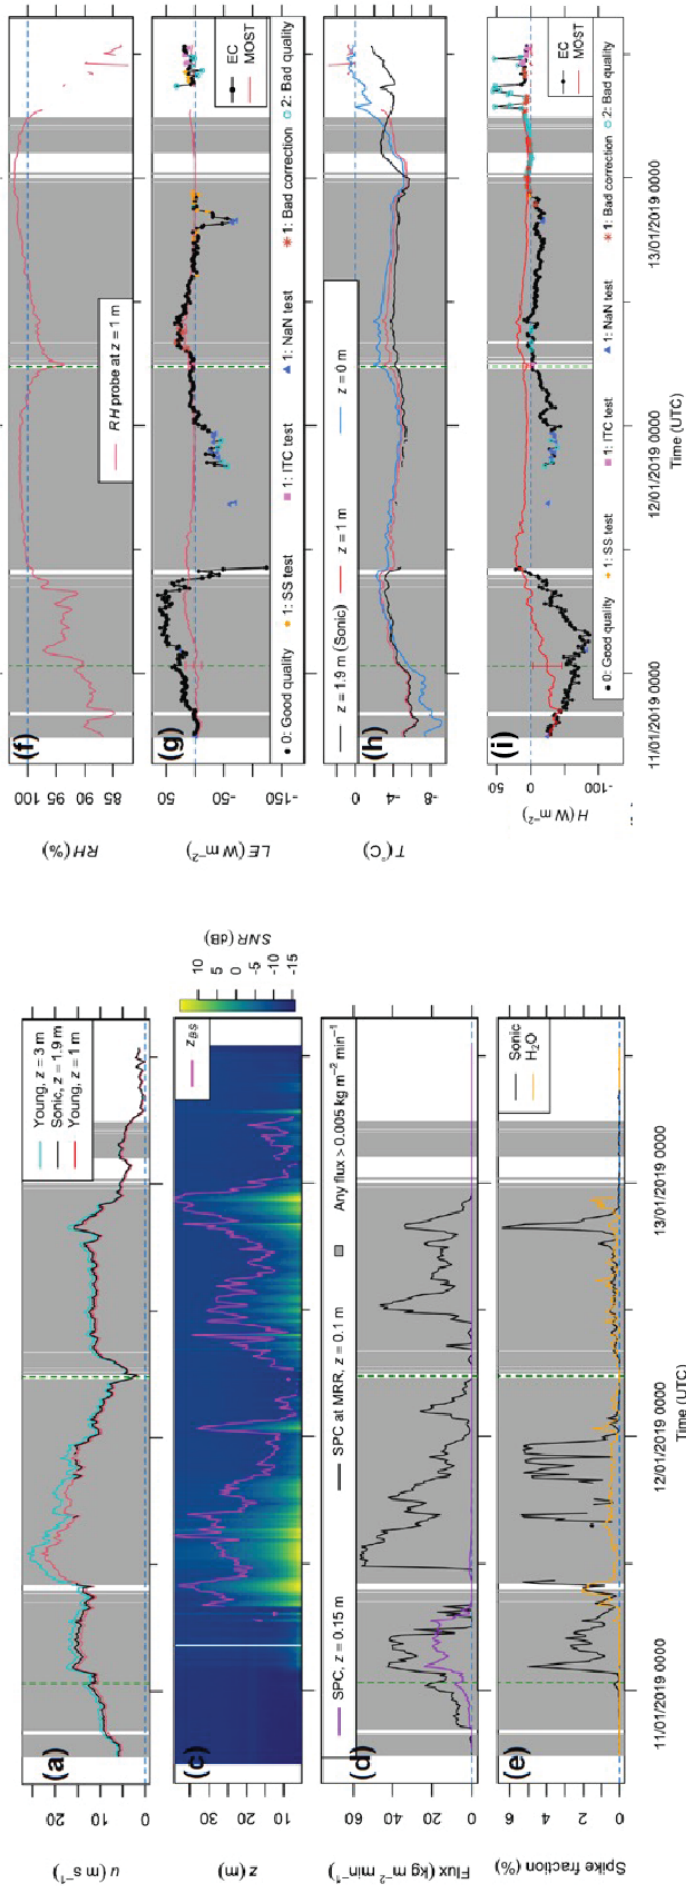 (a)
u (m s⁻¹)
20
10
0
Young, z = 3 m
Sonic, z = 1.9 m
Young, z = 1 m
(c)
z (m)
30
20
10
z_BS
SNR (dB)
10
5
0
-5
-10
-15
SPC, z = 0.15 m
SPC at MRR, z = 0.1 m
Any flux > 0.005 kg m⁻² min⁻¹
(d)
Flux (kg m⁻² min⁻¹)
60
40
20
0
(e)
Spike fraction (%)
6
4
2
0
Sonic
H₂O
11/01/2019 0000
12/01/2019 0000
13/01/2019 0000
Time (UTC)
(f)
RH (%)
100
95
90
85
RH probe at z = 1 m
(g)
LE (W m⁻²)
50
-50
-150
EC
MOST
0: Good quality
1: SS test
1: ITC test
1: NaN test
1: Bad correction
2: Bad quality
(h)
T (°C)
0
-4
-8
z = 1.9 m (Sonic)
z = 1 m
z = 0 m
(i)
H (W m⁻²)
50
0
-100
EC
MOST
0: Good quality
1: SS test
1: ITC test
1: NaN test
1: Bad correction
2: Bad quality
11/01/2019 0000
12/01/2019 0000
13/01/2019 0000
Time (UTC)